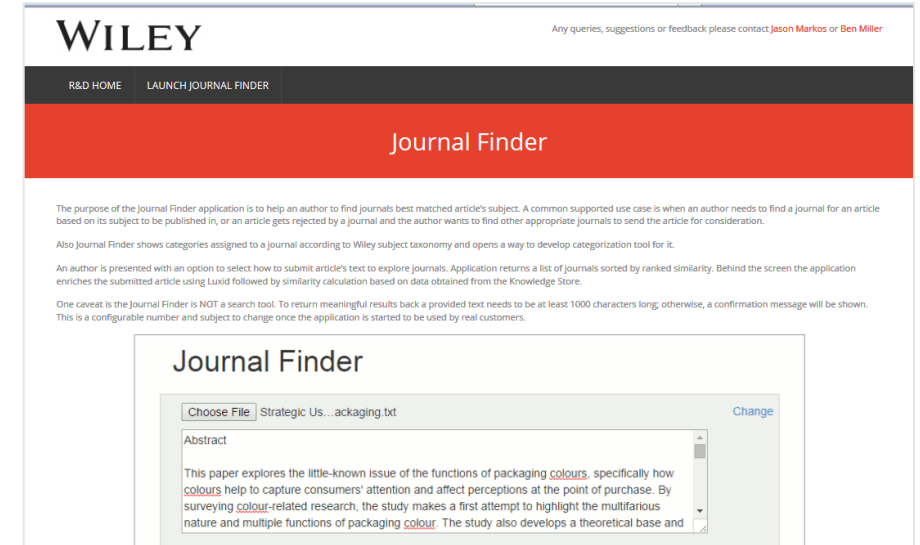 WILEY
Any queries, suggestions or feedback please contact Jason Markos or Ben Miller
R&D HOME LAUNCH JOURNAL FINDER
Journal Finder
The purpose of the Journal Finder application is to help an author to find journals best matched article's subject. A common supported use case is when an author needs to find a journal for an article
based on its subject to be published in, or an article gets rejected by a journal and the author wants to find other appropriate journals to send the article for consideration.
Also Journal Finder shows categories assigned to a journal according to Wiley subject taxonomy and opens a way to develop categorization tool for it.
An author is presented with an option to select how to submit article's text to explore journals. Application returns a list of journals sorted by ranked similarity. Behind the screen the application
enriches the submitted article using Luxid followed by similarity calculation based on data obtained from the Knowledge Store.
One caveat is the Journal Finder is NOT a search tool. To return meaningful results back a provided text needs to be at least 1000 characters long; otherwise, a confirmation message will be shown.
This is a configurable number and subject to change once the application is started to be used by real customers.
Journal Finder
Choose File Strategic Us...ackaging.txt Change
Abstract
This paper explores the little-known issue of the functions of packaging colours, specifically how
colours help to capture consumers' attention and affect perceptions at the point of purchase. By
surveying colour-related research, the study makes a first attempt to highlight the multifarious
nature and multiple functions of packaging colour. The study also develops a theoretical base and